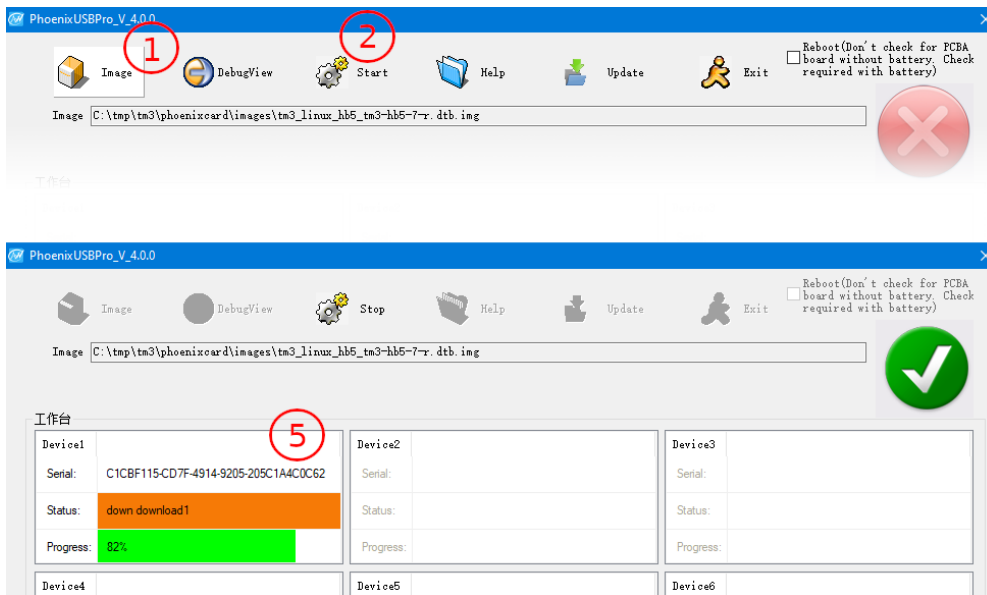 PhoenixUSBPro_V_4.0.0
1
2
Image
DebugView
Start
Help
Update
Exit
Reboot(Don't check for PCBA
board without battery. Check
required with battery)
Image C:\tmp\tm3\phoenixcard\images\tm3_linux_hb5_tm3-hb5-7-r.dtb.img
工作台
PhoenixUSBPro_V_4.0.0
Image
DebugView
Stop
Help
Update
Exit
Reboot(Don't check for PCBA
board without battery. Check
required with battery)
Image C:\tmp\tm3\phoenixcard\images\tm3_linux_hb5_tm3-hb5-7-r.dtb.img
工作台
5
Device1
Serial: C1CBF115-CD7F-4914-9205-205C1A4C0C62
Status: down download1
Progress: 82%
Device2
Serial:
Status:
Progress:
Device3
Serial:
Status:
Progress:
Device4
Device5
Device6